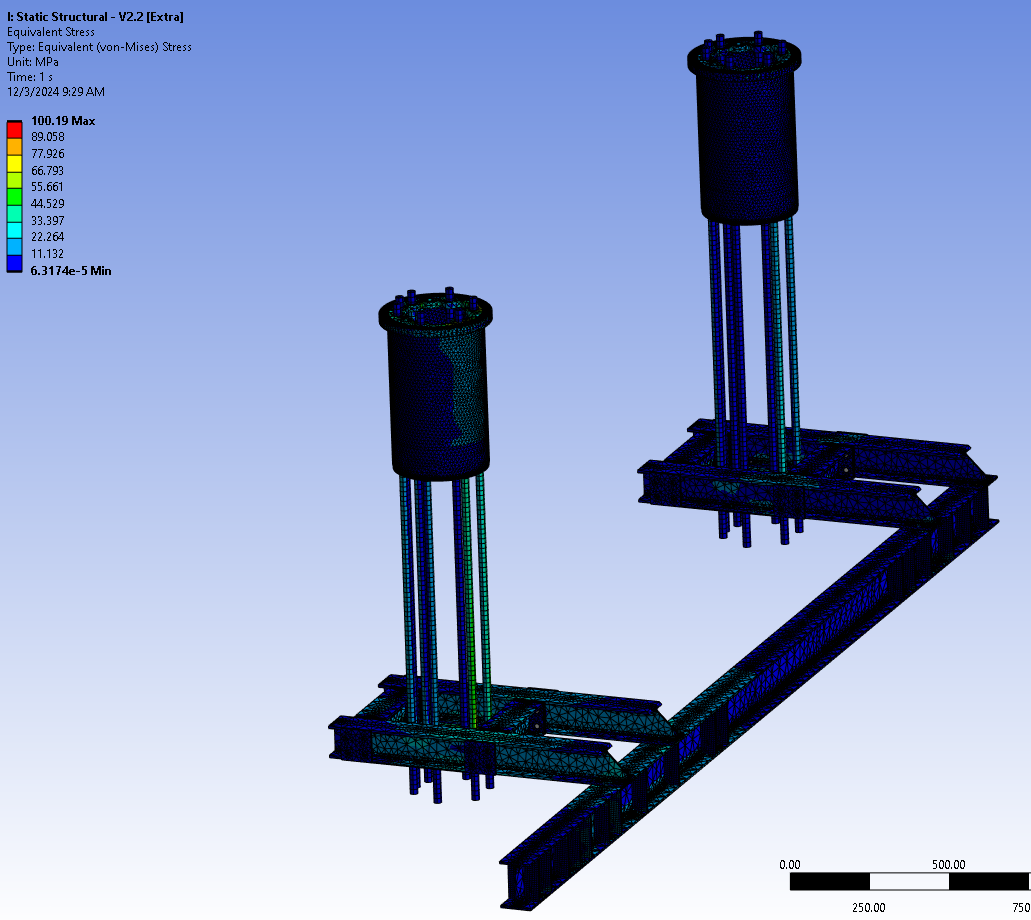 I: Static Structural - V2.2 [Extra]
Equivalent Stress
Type: Equivalent (von-Mises) Stress
Unit: MPa
Time: 1 s
12/3/2024 9:29 AM
100.19 Max
89.058
77.926
66.793
55.661
44.529
33.397
22.264
11.132
6.3174e-5 Min
0.00 500.00
250.00 750